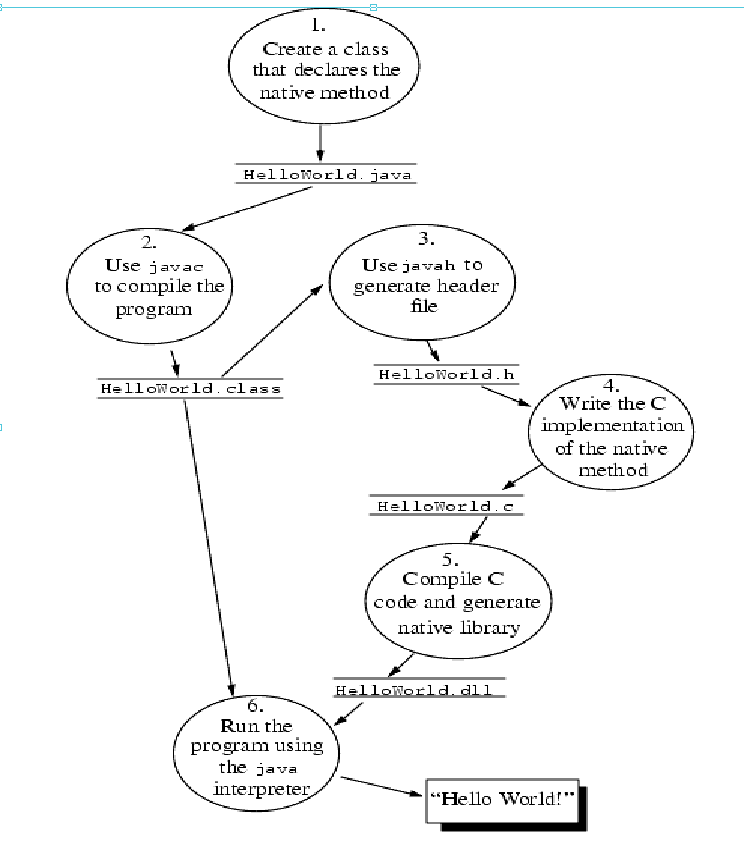 1.
Create a class
that declares the
native method
HelloWorld.java
2.
Use javac
to compile the
program
3.
Use javah to
generate header
file
HelloWorld.class
HelloWorld.h
4.
Write the C
implementation
of the native
method
HelloWorld.c
5.
Compile C
code and generate
native library
HelloWorld.dll
6.
Run the
program using
the java
interpreter
“Hello World!”